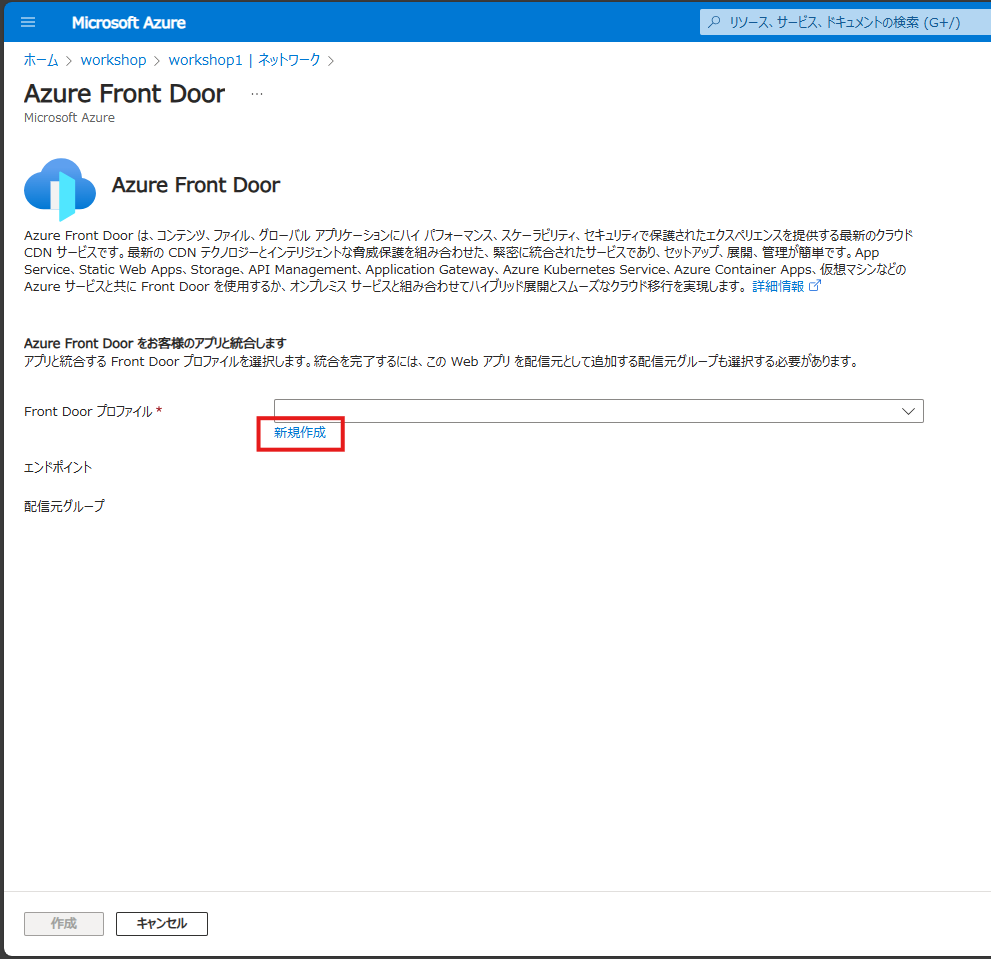 Microsoft Azure
リソース、サービス、ドキュメントの検索 (G+/)
ホーム > workshop > workshop1 | ネットワーク >
Azure Front Door ...
Microsoft Azure
Azure Front Door
Azure Front Door は、コンテンツ、ファイル、グローバル アプリケーションにハイ パフォーマンス、スケーラビリティ、セキュリティで保護されたエクスペリエンスを提供する最新のクラウド
CDN サービスです。最新の CDN テクノロジーとインテリジェントな脅威保護を組み合わせた、緊密に統合されたサービスであり、セットアップ、展開、管理が簡単です。App
Service、Static Web Apps、Storage、API Management、Application Gateway、Azure Kubernetes Service、Azure Container Apps、仮想マシンなどの
Azure サービスと共に Front Door を使用するか、オンプレミス サービスと組み合わせてハイブリッド展開とスムーズなクラウド移行を実現します。詳細情報
Azure Front Door をお客様のアプリと統合します
アプリと統合する Front Door プロファイルを選択します。統合を完了するには、この Web アプリ を配信元として追加する配信元グループも選択する必要があります。
Front Door プロファイル *
新規作成
エンドポイント
配信元グループ
作成
キャンセル